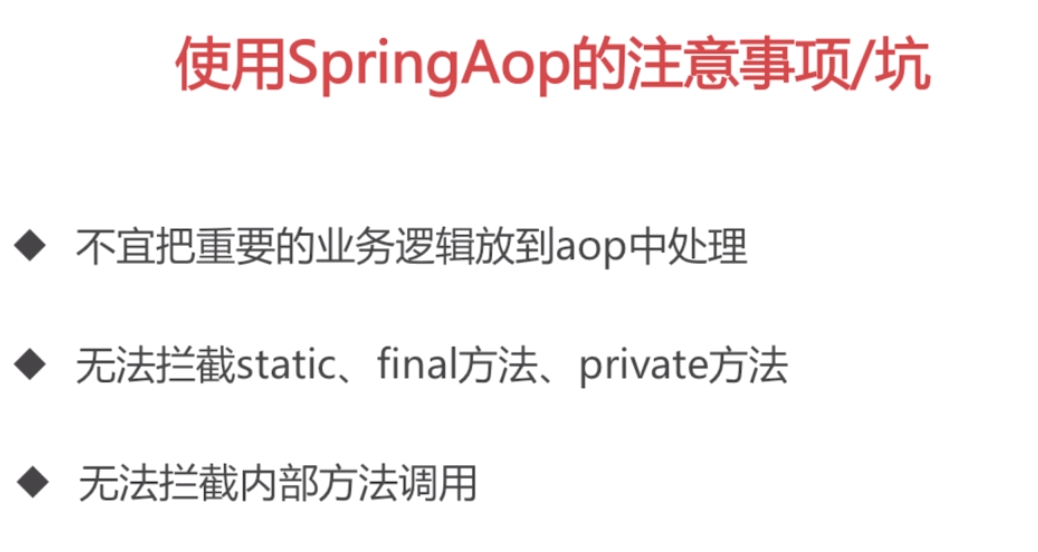 使用SpringAop的注意事项/坑
◆ 不宜把重要的业务逻辑放到aop中处理
◆ 无法拦截static、final方法、private方法
◆ 无法拦截内部方法调用